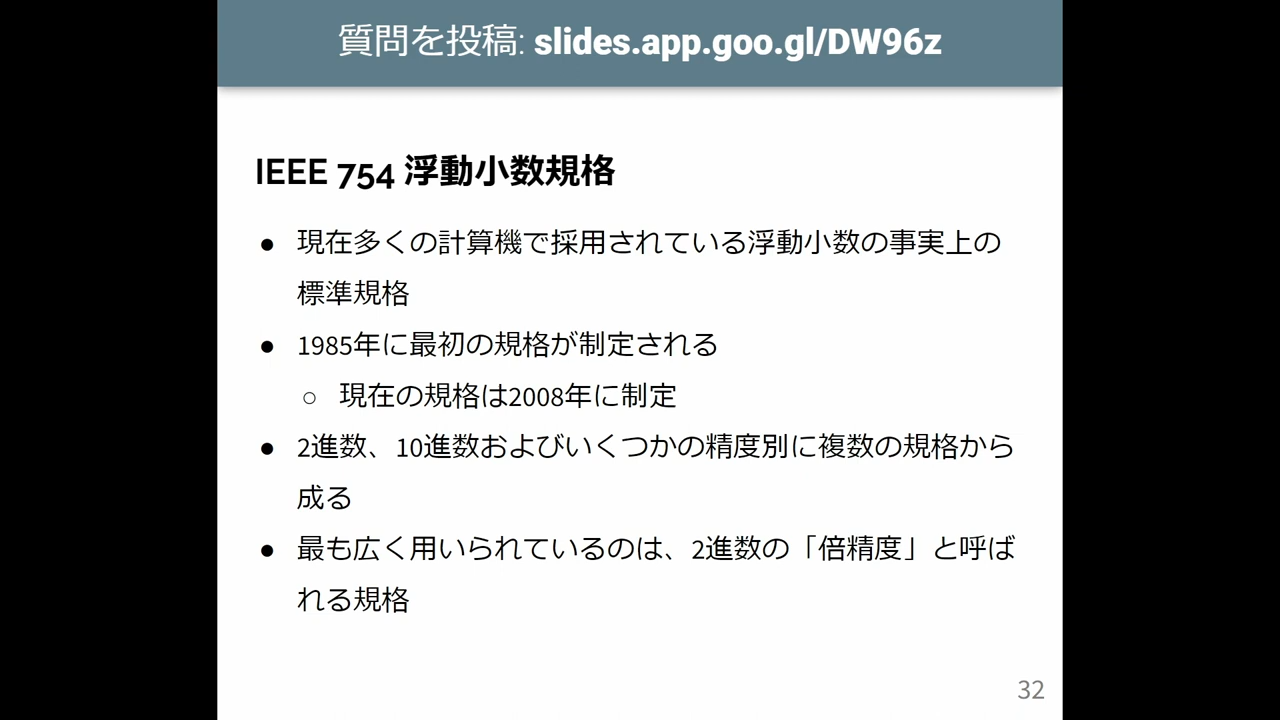 質問を投稿: slides.app.goo.gl/DW96z
IEEE 754 浮動小数規格
● 現在多くの計算機で採用されている浮動小数の事実上の
標準規格
● 1985年に最初の規格が制定される
○ 現在の規格は2008年に制定
● 2進数、10進数およびいくつかの精度別に複数の規格から
成る
● 最も広く用いられているのは、2進数の「倍精度」と呼ば
れる規格
32